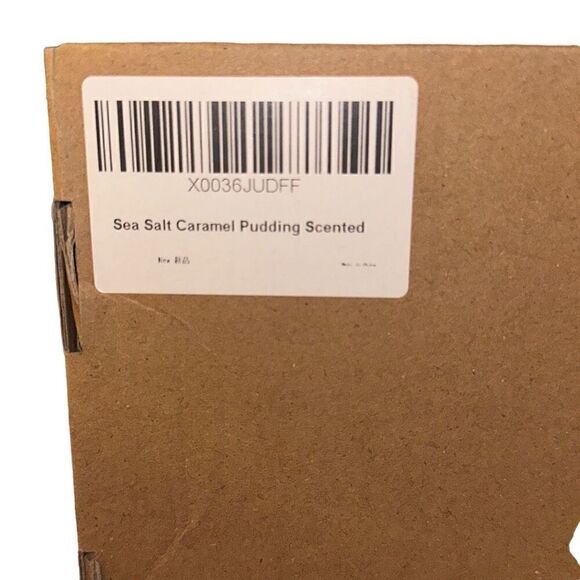 X0036JUDFF
Sea Salt Caramel Pudding Scented
New 新品
Made in China